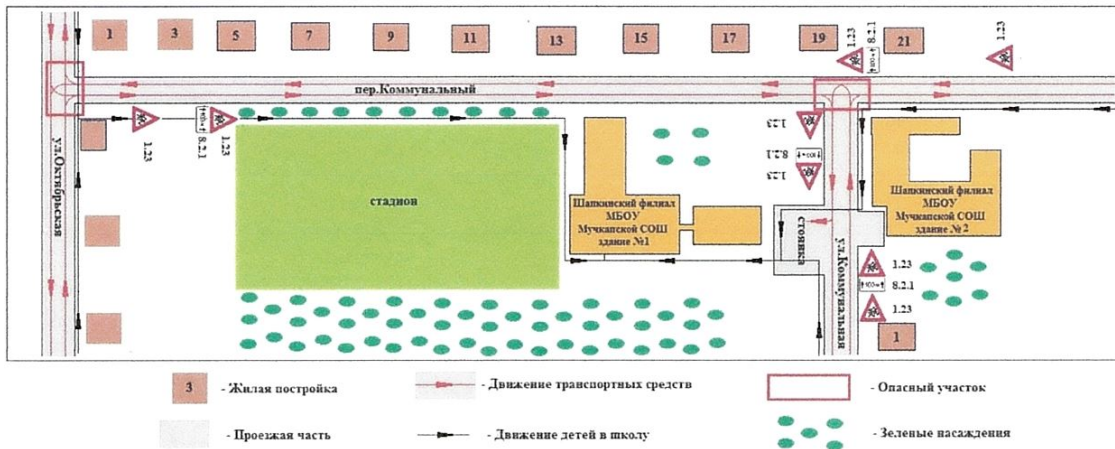 1
3
5
7
9
11
13
15
17
19
1.23
8.2.1
21
1.23
пер.Коммунальный
1.23
8.2.1
1.23
ул.Октябрьская
стадион
Шапкинский филиал
МБОУ
Мучкапской СОШ
здание №1
1.23
8.2.1
1.23
стоянка
ул.Коммунальная
Шапкинский филиал
МБОУ
Мучкапской СОШ
здание №2
1.23
8.2.1
1.23
1
3
- Жилая постройка
- Движение транспортных средств
- Опасный участок
- Проезжая часть
- Движение детей в школу
- Зеленые насаждения